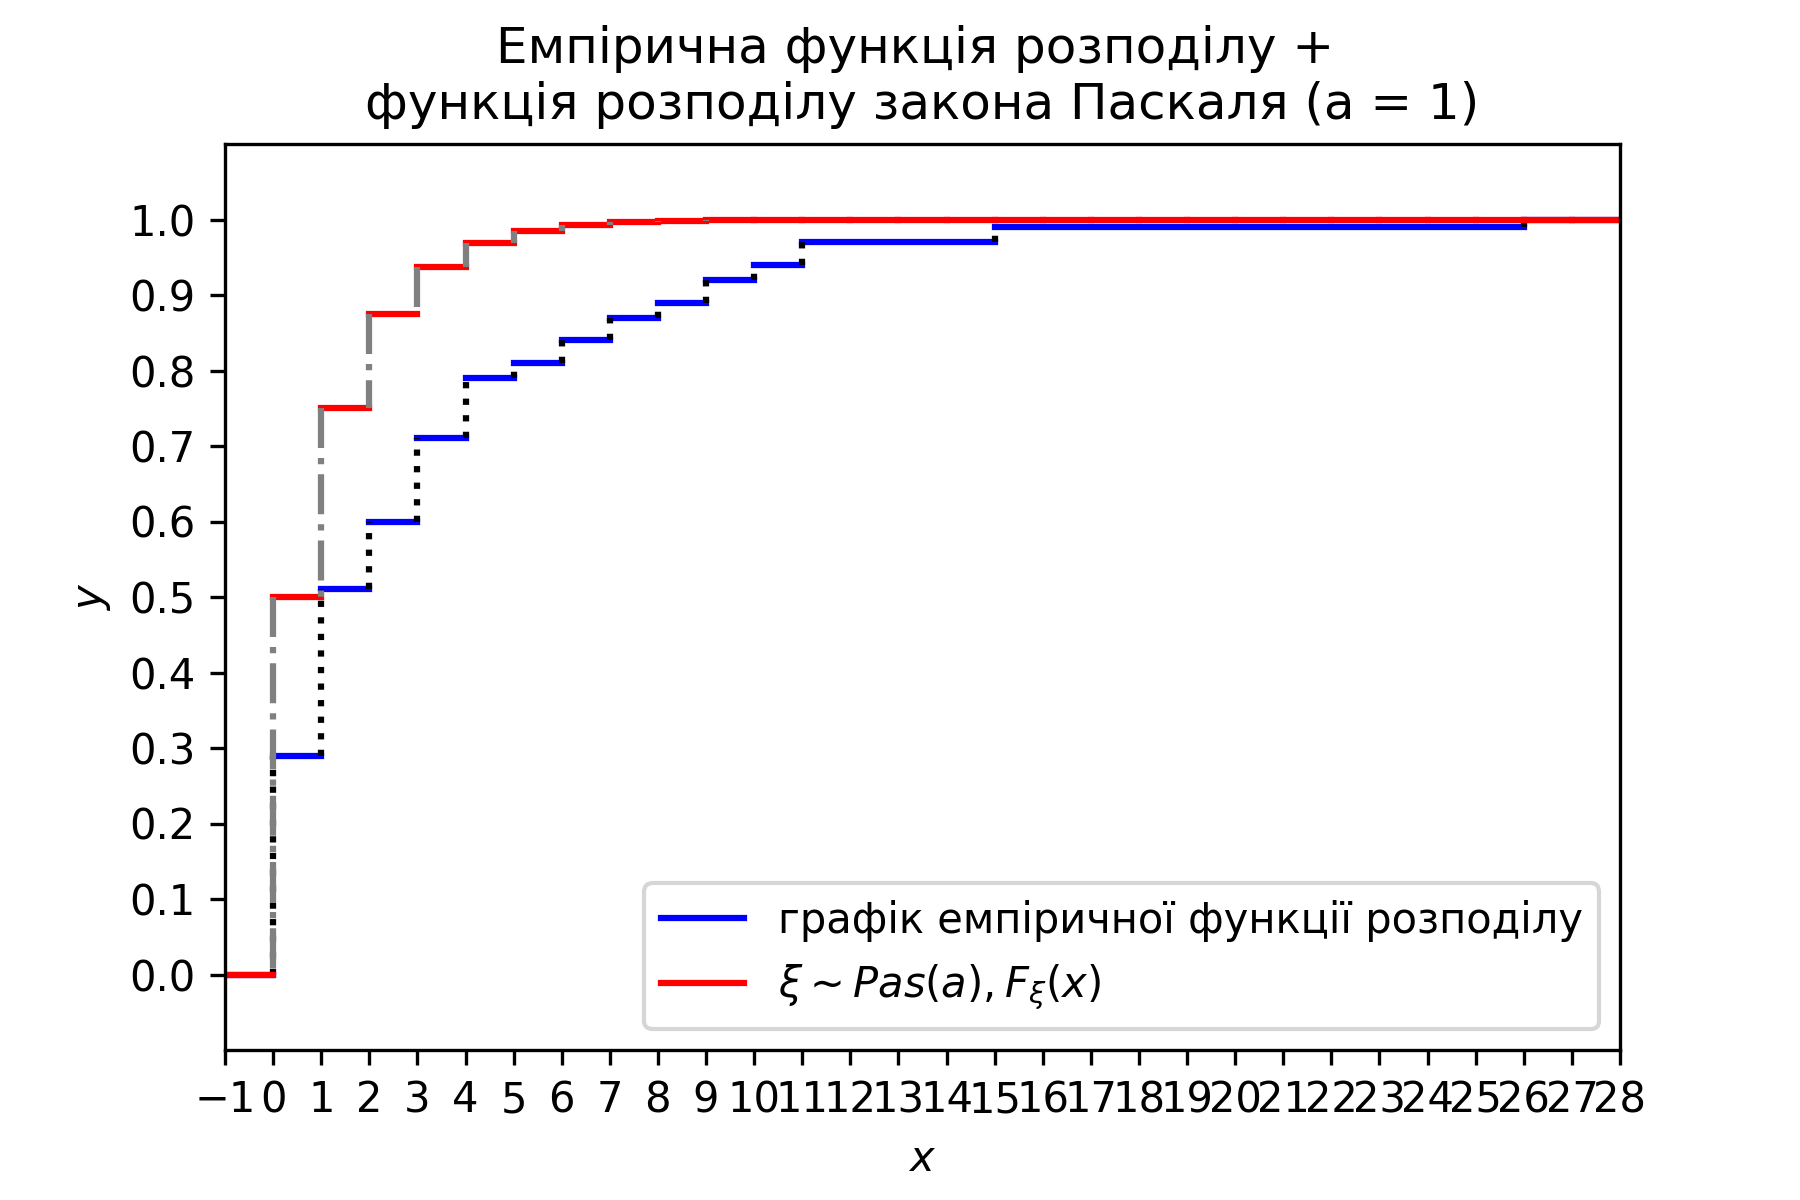 Емпірична функція розподілу +
функція розподілу закона Паскаля (a = 1)
1.0
0.9
0.8
0.7
0.6
0.5
0.4
0.3
0.2
0.1
0.0
y
графік емпіричної функції розподілу
ξ ~ Pas(a), Fξ(x)
−1 0 1 2 3 4 5 6 7 8 9 10 11 12 13 14 15 16 17 18 19 20 21 22 23 24 25 26 27 28
x